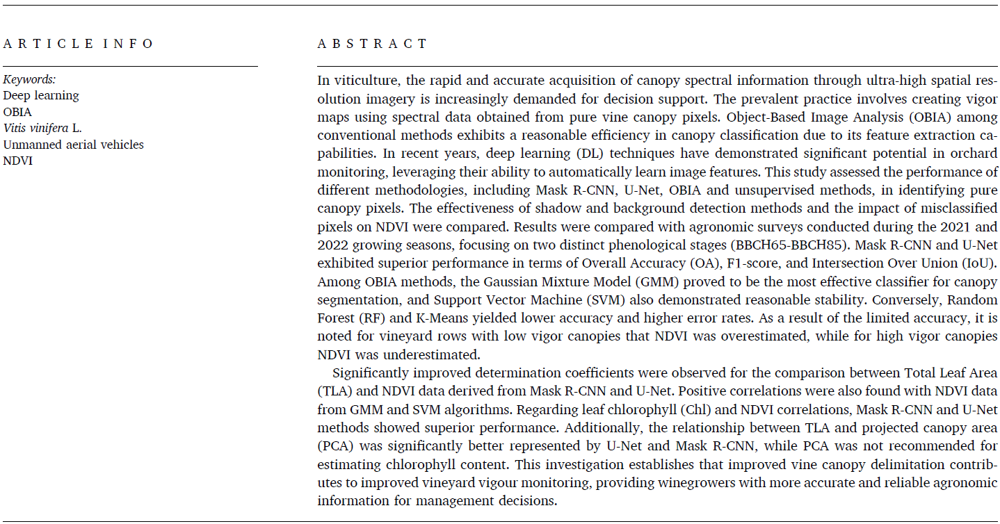 ARTICLE INFO
Keywords:
Deep learning
OBIA
Vitis vinifera L.
Unmanned aerial vehicles
NDVI
ABSTRACT
In viticulture, the rapid and accurate acquisition of canopy spectral information through ultra-high spatial res-
olution imagery is increasingly demanded for decision support. The prevalent practice involves creating vigor
maps using spectral data obtained from pure vine canopy pixels. Object-Based Image Analysis (OBIA) among
conventional methods exhibits a reasonable efficiency in canopy classification due to its feature extraction ca-
pabilities. In recent years, deep learning (DL) techniques have demonstrated significant potential in orchard
monitoring, leveraging their ability to automatically learn image features. This study assessed the performance of
different methodologies, including Mask R-CNN, U-Net, OBIA and unsupervised methods, in identifying pure
canopy pixels. The effectiveness of shadow and background detection methods and the impact of misclassified
pixels on NDVI were compared. Results were compared with agronomic surveys conducted during the 2021 and
2022 growing seasons, focusing on two distinct phenological stages (BBCH65-BBCH85). Mask R-CNN and U-Net
exhibited superior performance in terms of Overall Accuracy (OA), F1-score, and Intersection Over Union (IoU).
Among OBIA methods, the Gaussian Mixture Model (GMM) proved to be the most effective classifier for canopy
segmentation, and Support Vector Machine (SVM) also demonstrated reasonable stability. Conversely, Random
Forest (RF) and K-Means yielded lower accuracy and higher error rates. As a result of the limited accuracy, it is
noted for vineyard rows with low vigor canopies that NDVI was overestimated, while for high vigor canopies
NDVI was underestimated.
Significantly improved determination coefficients were observed for the comparison between Total Leaf Area
(TLA) and NDVI data derived from Mask R-CNN and U-Net. Positive correlations were also found with NDVI data
from GMM and SVM algorithms. Regarding leaf chlorophyll (Chl) and NDVI correlations, Mask R-CNN and U-Net
methods showed superior performance. Additionally, the relationship between TLA and projected canopy area
(PCA) was significantly better represented by U-Net and Mask R-CNN, while PCA was not recommended for
estimating chlorophyll content. This investigation establishes that improved vine canopy delimitation contrib-
utes to improved vineyard vigour monitoring, providing winegrowers with more accurate and reliable agronomic
information for management decisions.